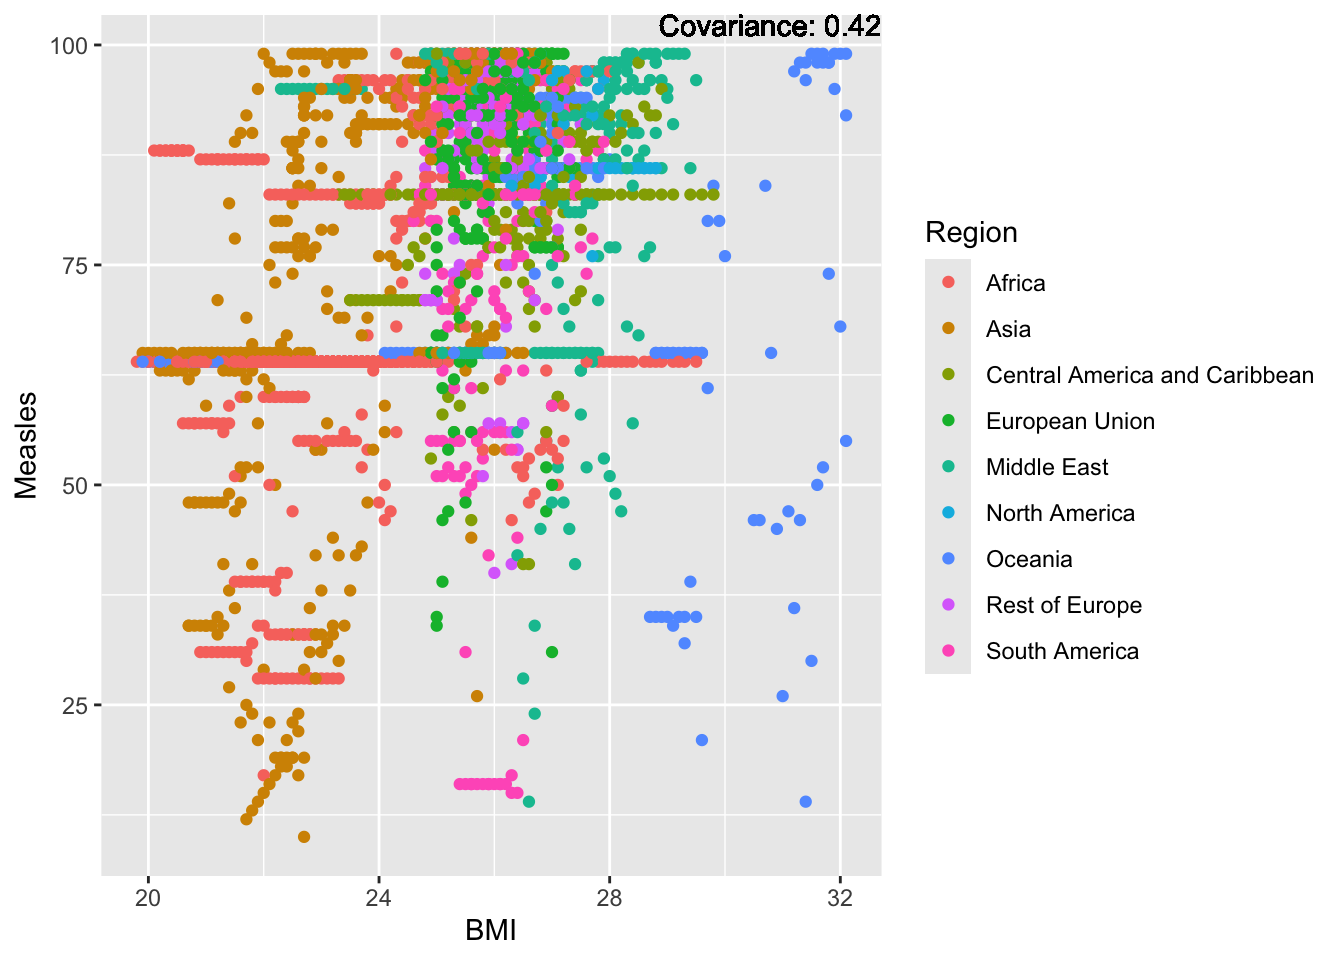 Covariance: 0.42
100
75
50
25
Measles
20
24
28
32
BMI
Region
Africa
Asia
Central America and Caribbean
European Union
Middle East
North America
Oceania
Rest of Europe
South America